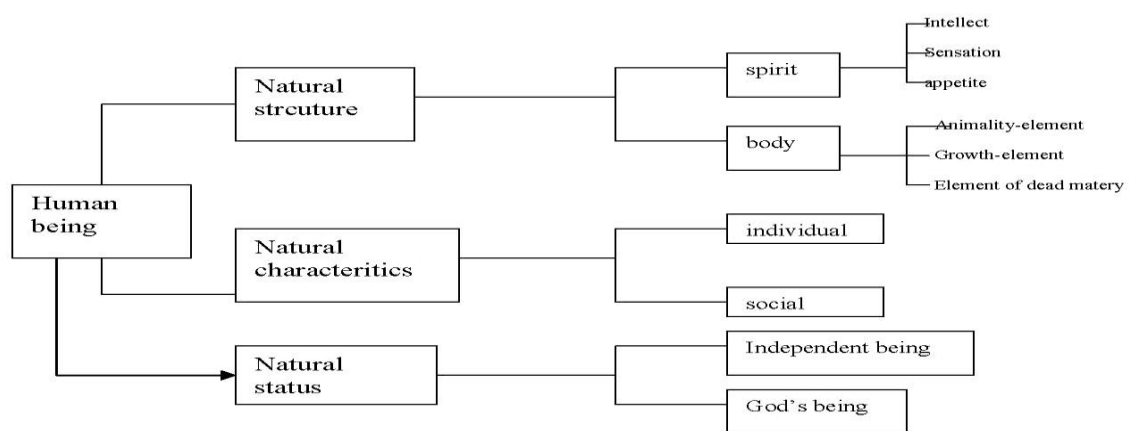 Human
being
Natural
strcuture
spirit
Intellect
Sensation
appetite
body
Animality-element
Growth-element
Element of dead matery
Natural
characteritics
individual
social
Natural
status
Independent being
God's being